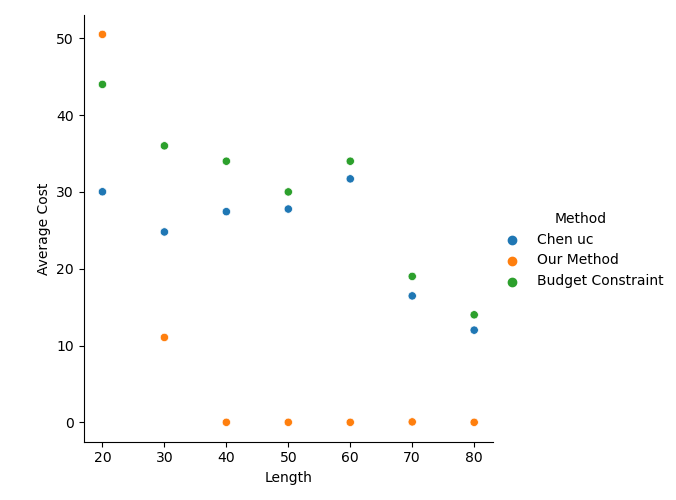 50
40
30
20
10
0
Average Cost
20 30 40 50 60 70 80
Length
Method
Chen uc
Our Method
Budget Constraint